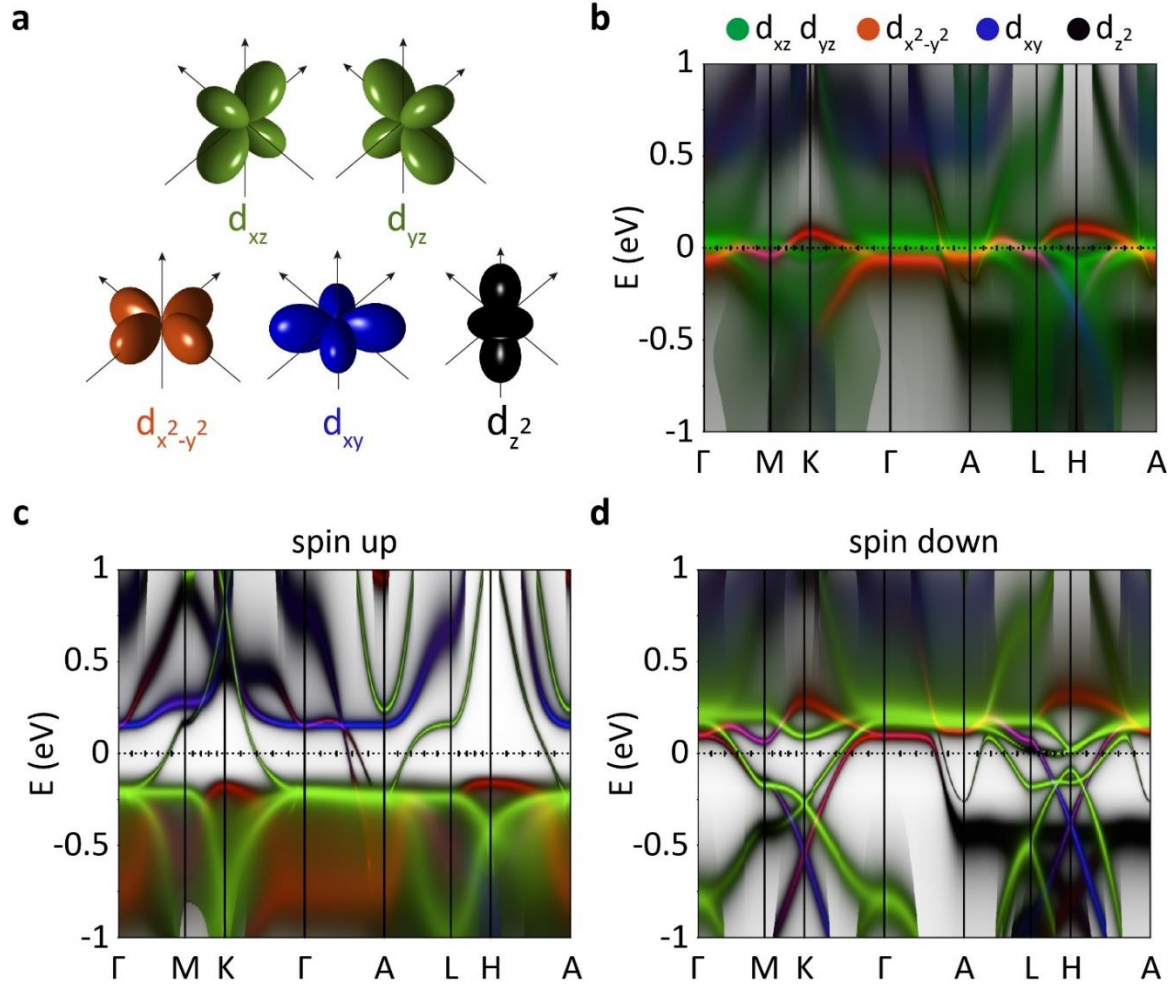 a
d_xz
d_yz
d_x²-y²
d_xy
d_z²
b
d_xz d_yz d_x²-y² d_xy d_z²
E (eV)
1
0.5
0
-0.5
-1
Γ M K Γ A L H A
c
spin up
E (eV)
1
0.5
0
-0.5
-1
Γ M K Γ A L H A
d
spin down
E (eV)
1
0.5
0
-0.5
-1
Γ M K Γ A L H A